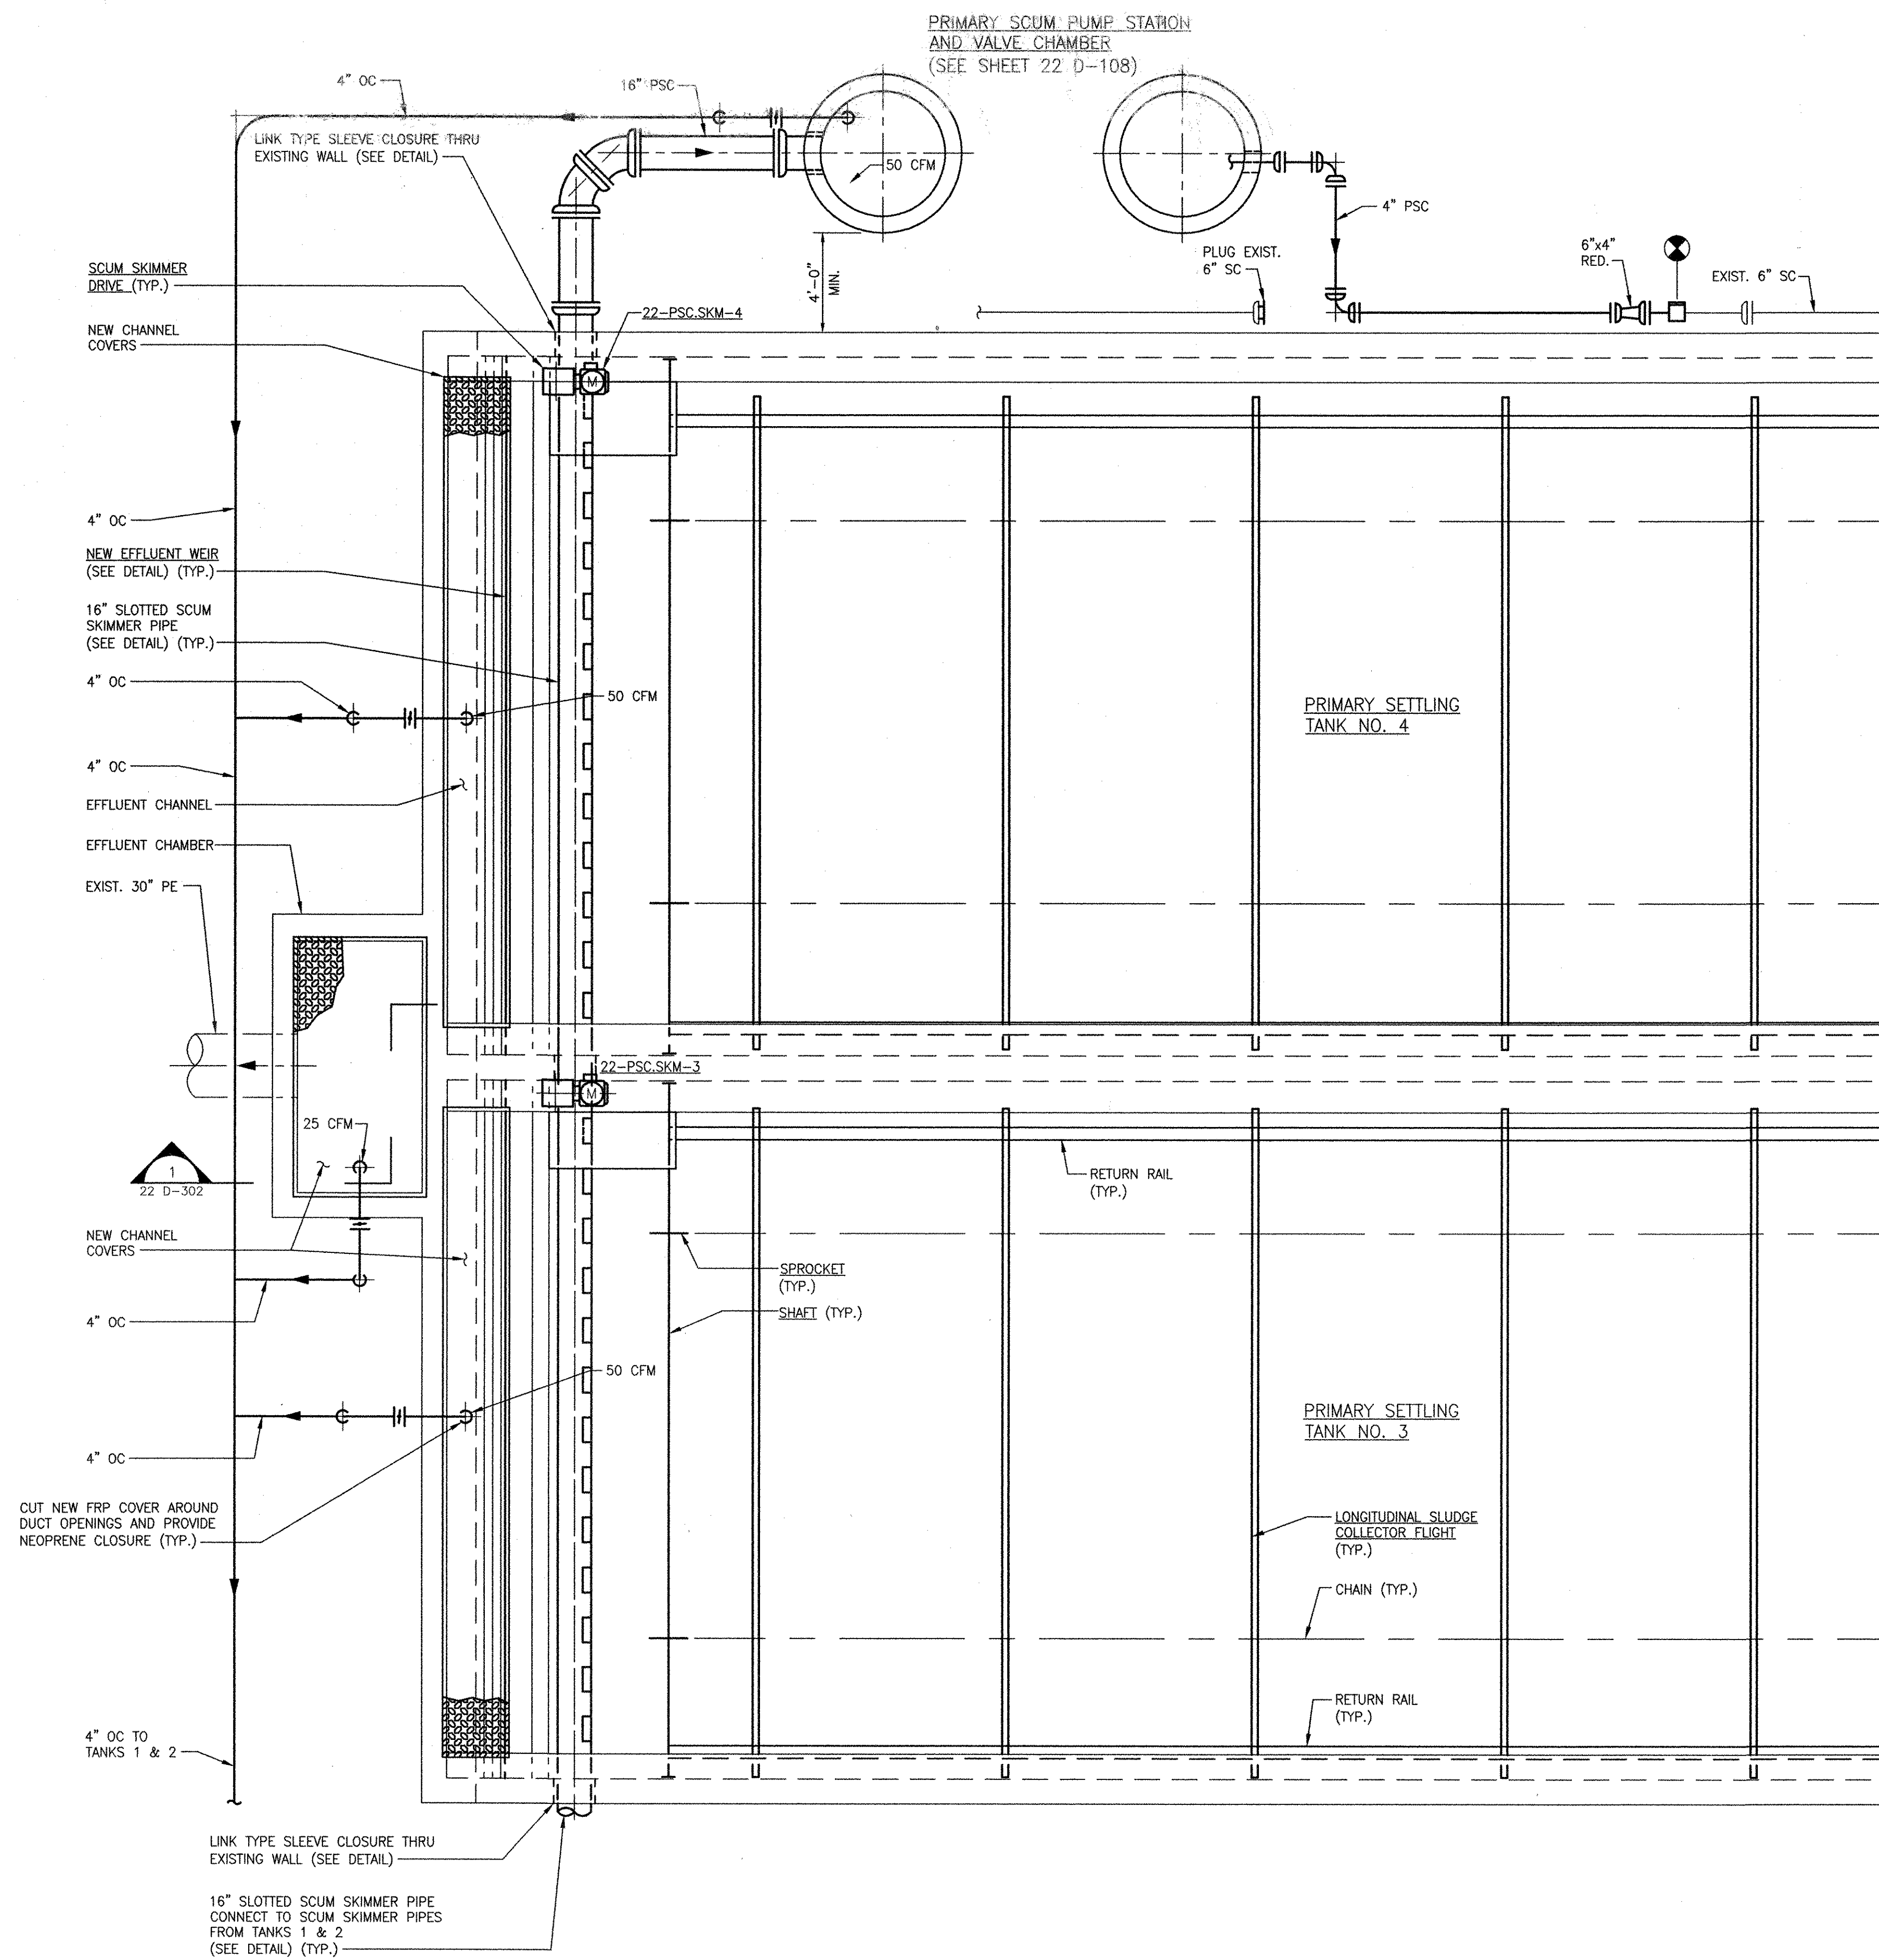 PRIMARY SCUM PUMP STATION
AND VALVE CHAMBER
(SEE SHEET 22 D-108)
4" OC
16" PSC
LINK TYPE SLEEVE CLOSURE THRU
EXISTING WALL (SEE DETAIL)
50 CFM
4" PSC
SCUM SKIMMER
DRIVE (TYP.)
4'-0"
MIN.
PLUG EXIST.
6" SC
6"x4"
RED.
EXIST. 6" SC
NEW CHANNEL
COVERS
22-PSC.SKM-4
M
4" OC
NEW EFFLUENT WEIR
(SEE DETAIL) (TYP.)
16" SLOTTED SCUM
SKIMMER PIPE
(SEE DETAIL) (TYP.)
4" OC
50 CFM
PRIMARY SETTLING
TANK NO. 4
4" OC
EFFLUENT CHANNEL
EFFLUENT CHAMBER
EXIST. 30" PE
22-PSC.SKM-3
M
25 CFM
1
22 D-302
RETURN RAIL
(TYP.)
NEW CHANNEL
COVERS
SPROCKET
(TYP.)
SHAFT (TYP.)
4" OC
50 CFM
PRIMARY SETTLING
TANK NO. 3
4" OC
CUT NEW FRP COVER AROUND
DUCT OPENINGS AND PROVIDE
NEOPRENE CLOSURE (TYP.)
LONGITUDINAL SLUDGE
COLLECTOR FLIGHT
(TYP.)
CHAIN (TYP.)
RETURN RAIL
(TYP.)
4" OC TO
TANKS 1 & 2
LINK TYPE SLEEVE CLOSURE THRU
EXISTING WALL (SEE DETAIL)
16" SLOTTED SCUM SKIMMER PIPE
CONNECT TO SCUM SKIMMER PIPES
FROM TANKS 1 & 2
(SEE DETAIL) (TYP.)